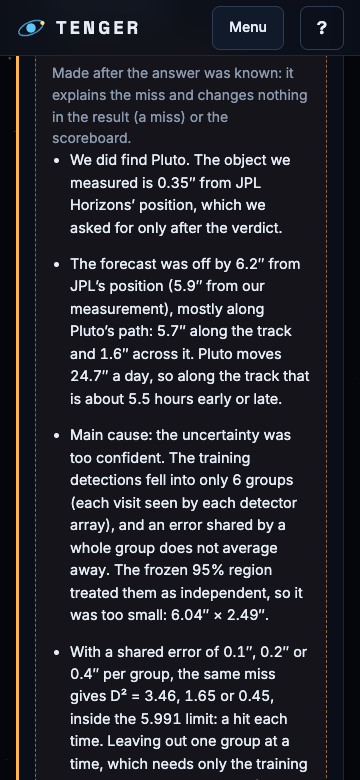 TENGER
Menu
?
Made after the answer was known: it
explains the miss and changes nothing
in the result (a miss) or the
scoreboard.
• We did find Pluto. The object we
measured is 0.35″ from JPL
Horizons’ position, which we
asked for only after the verdict.
• The forecast was off by 6.2″ from
JPL’s position (5.9″ from our
measurement), mostly along
Pluto’s path: 5.7″ along the track
and 1.6″ across it. Pluto moves
24.7″ a day, so along the track that
is about 5.5 hours early or late.
• Main cause: the uncertainty was
too confident. The training
detections fell into only 6 groups
(each visit seen by each detector
array), and an error shared by a
whole group does not average
away. The frozen 95% region
treated them as independent, so it
was too small: 6.04″ × 2.49″.
• With a shared error of 0.1″, 0.2″ or
0.4″ per group, the same miss
gives D² = 3.46, 1.65 or 0.45,
inside the 5.991 limit: a hit each
time. Leaving out one group at a
time, which needs only the training